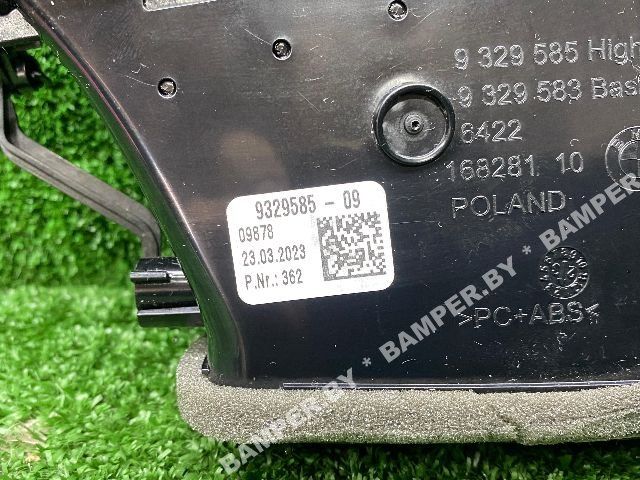 9 329 585 High
9 329 583 Bas
6422
168281 10
POLAND
>PC+ABS<
9329585 - 09
09878
23.03.2023
P.Nr.: 362
BAMPER.BY * BAMPER.BY * BAMPER.BY